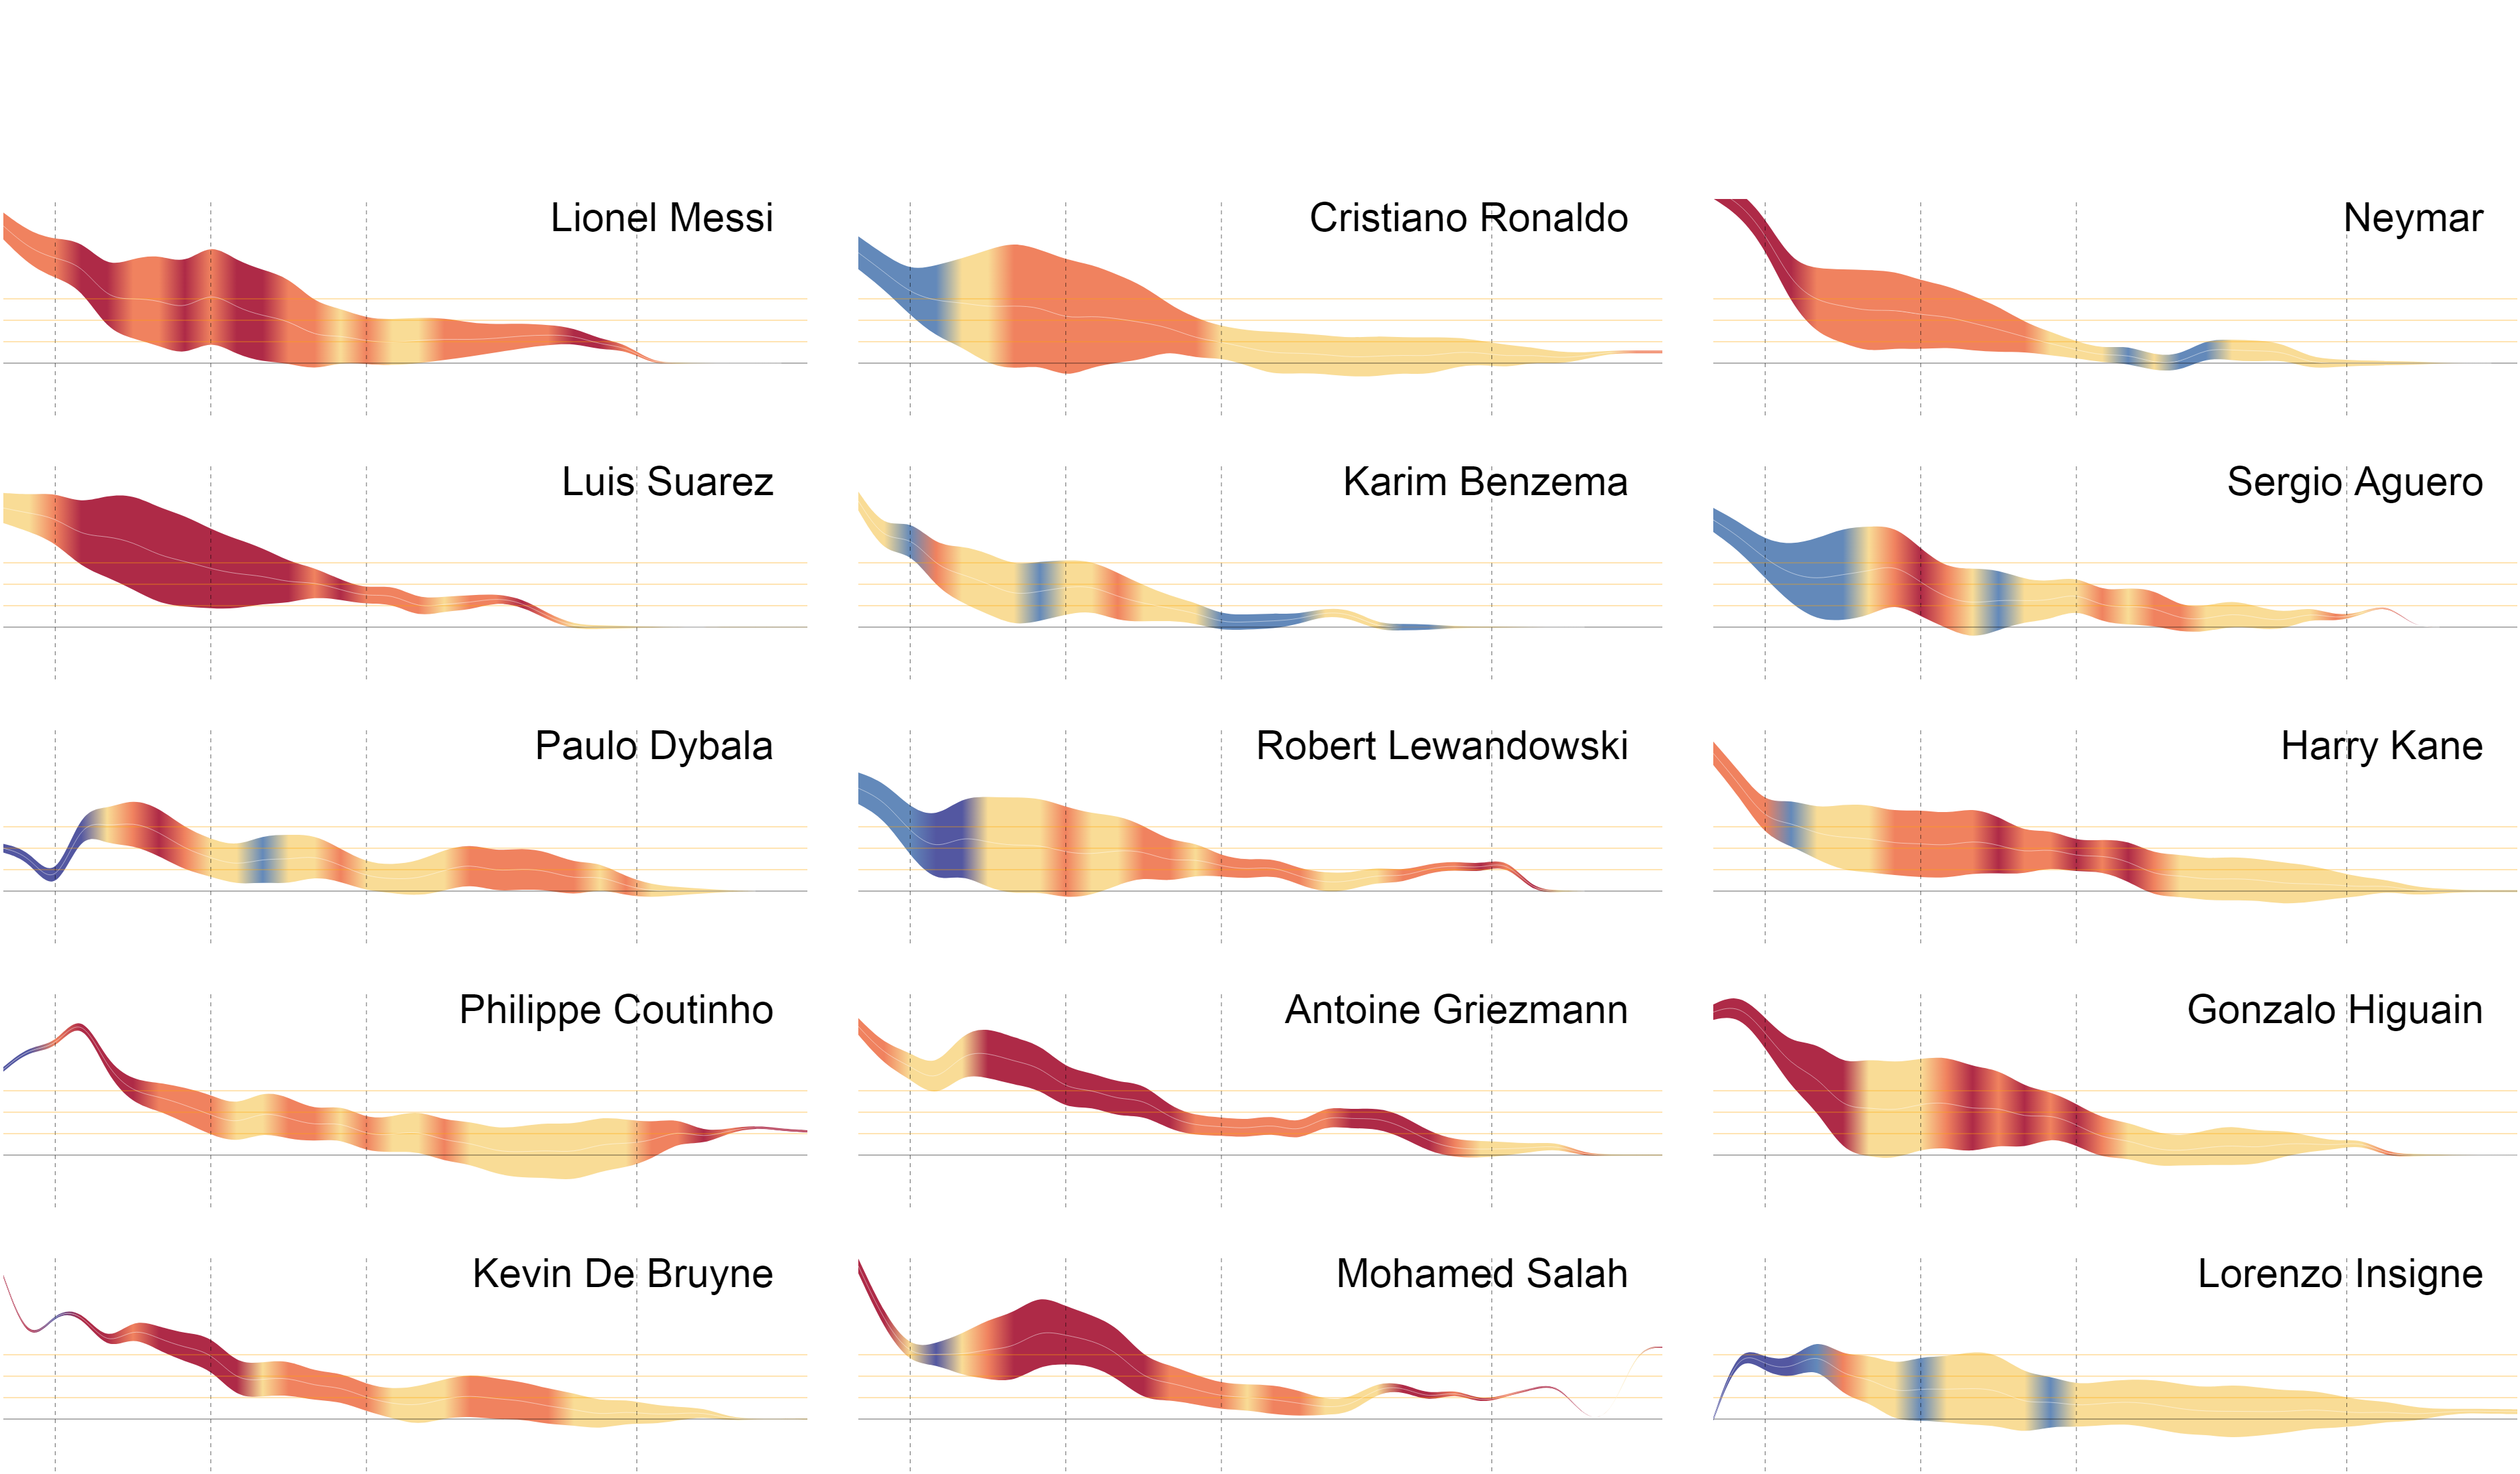 Lionel Messi
Cristiano Ronaldo
Neymar
Luis Suarez
Karim Benzema
Sergio Aguero
Paulo Dybala
Robert Lewandowski
Harry Kane
Philippe Coutinho
Antoine Griezmann
Gonzalo Higuain
Kevin De Bruyne
Mohamed Salah
Lorenzo Insigne